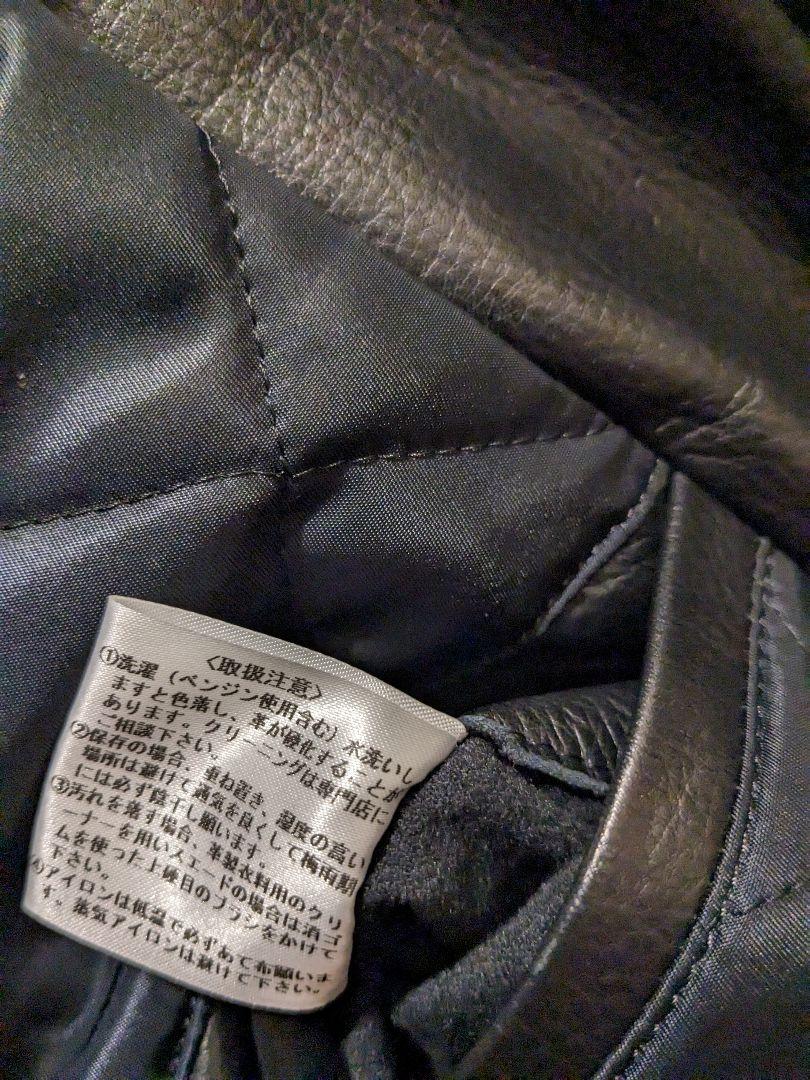 〈取扱注意〉
①洗濯（ベンジン使用含む）水洗いし
ますと色落し、革が硬化することが
あります。クリーニングは専門店に
ご相談下さい。
②保存の場合、重ね置き、湿度の高い
場所は避けて通気を良くして梅雨期
には必ず陰干し願います。
③汚れを落す場合、革製衣料用のクリ
ーナーを用いスエードの場合は消ゴ
ムを使った上麻目のブラシをかけて
下さい。
④アイロンは低温で必ずあて布願いま
す。蒸気アイロンは避けて下さい。